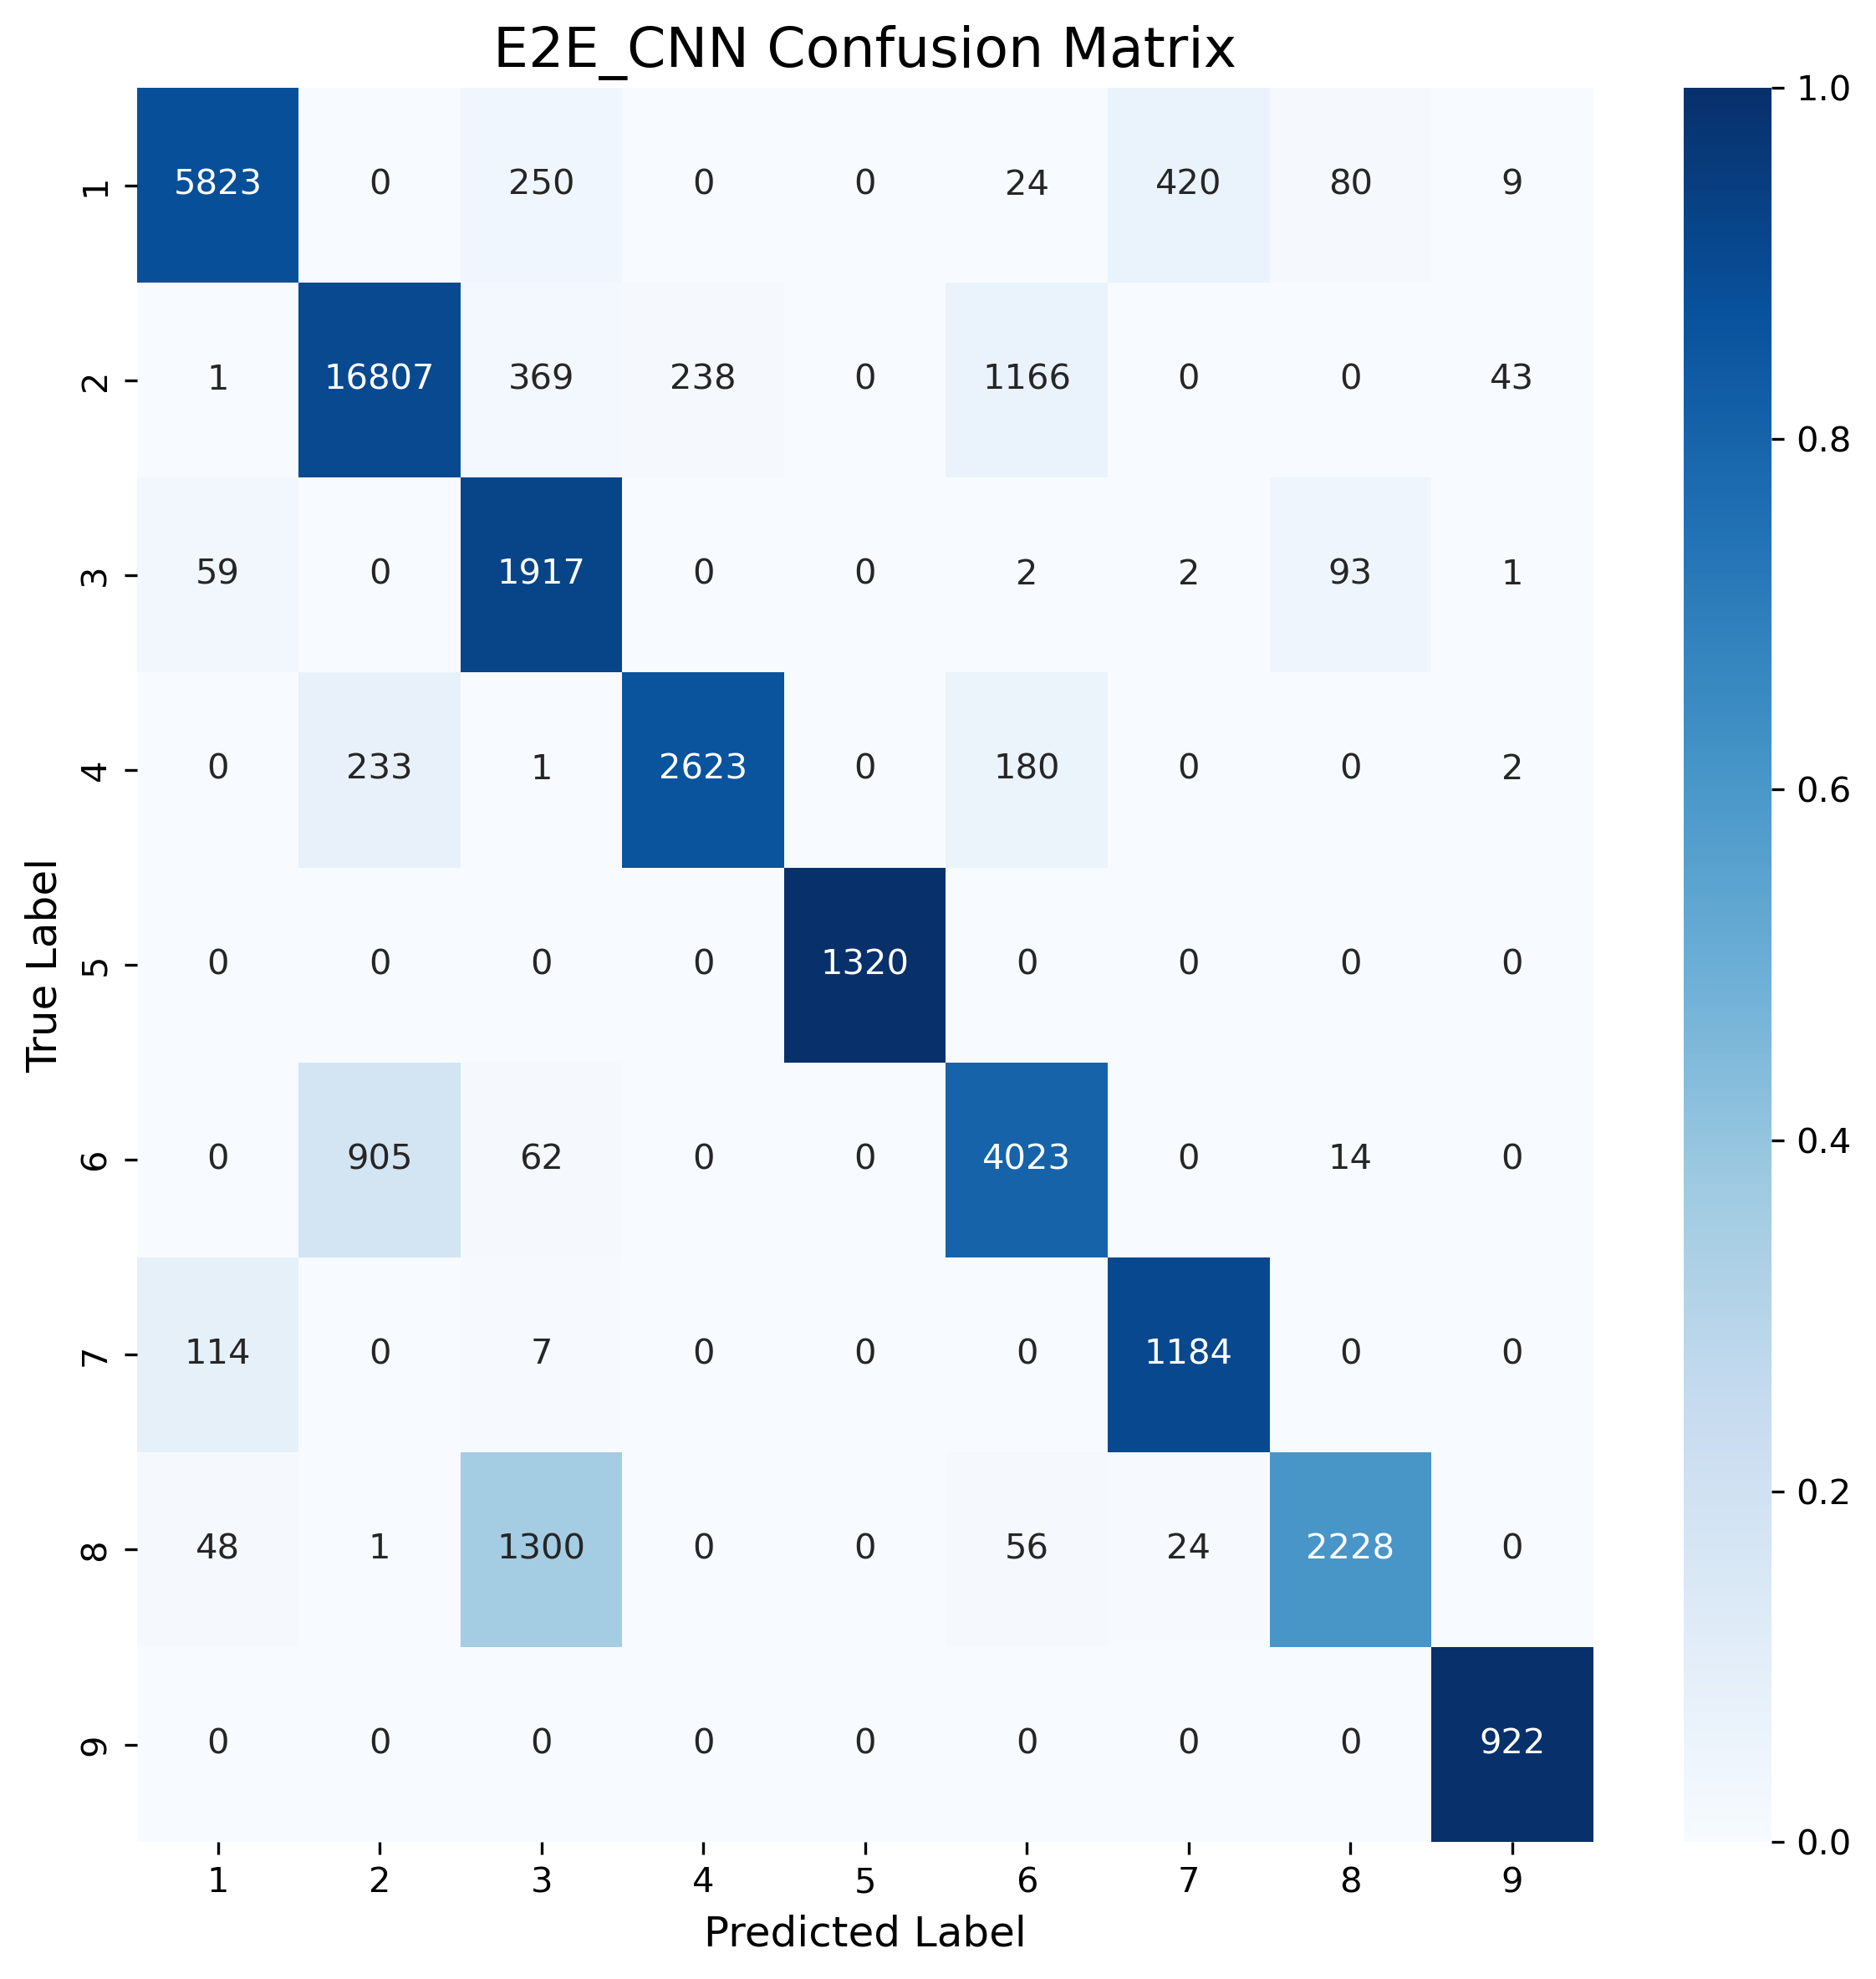 E2E_CNN Confusion Matrix
1 5823 0 250 0 0 24 420 80 9
2 1 16807 369 238 0 1166 0 0 43
3 59 0 1917 0 0 2 2 93 1
4 0 233 1 2623 0 180 0 0 2
5 0 0 0 0 1320 0 0 0 0
6 0 905 62 0 0 4023 0 14 0
7 114 0 7 0 0 0 1184 0 0
8 48 1 1300 0 0 56 24 2228 0
9 0 0 0 0 0 0 0 0 922
1 2 3 4 5 6 7 8 9
Predicted Label
True Label
1.0
0.8
0.6
0.4
0.2
0.0